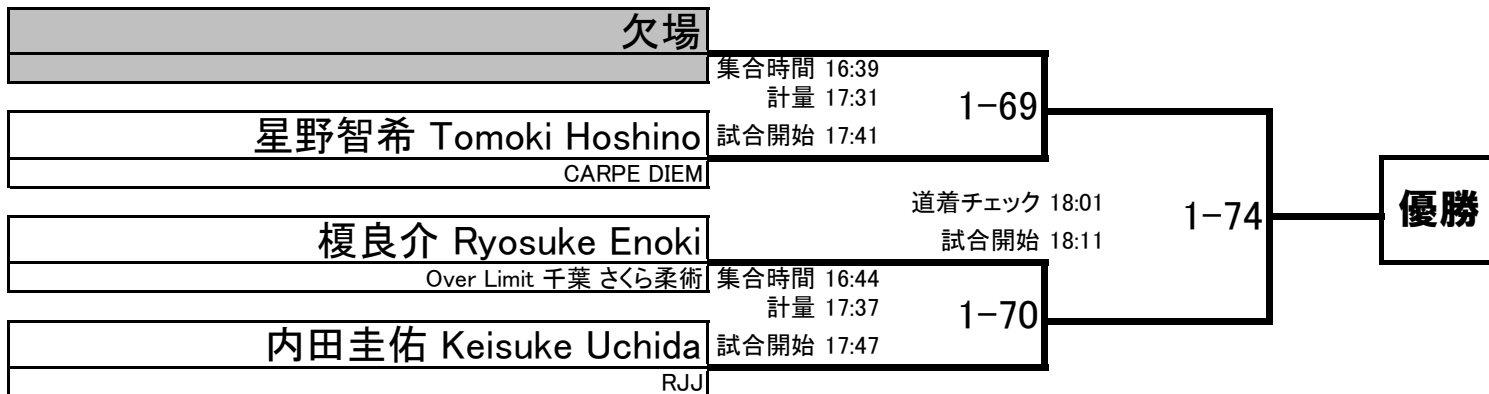 欠場
集合時間 16:39
計量 17:31
1-69
星野智希 Tomoki Hoshino
試合開始 17:41
CARPE DIEM
道着チェック 18:01
1-74
優勝
試合開始 18:11
榎良介 Ryosuke Enoki
Over Limit 千葉 さくら柔術
集合時間 16:44
計量 17:37
1-70
内田圭佑 Keisuke Uchida
試合開始 17:47
RJJ